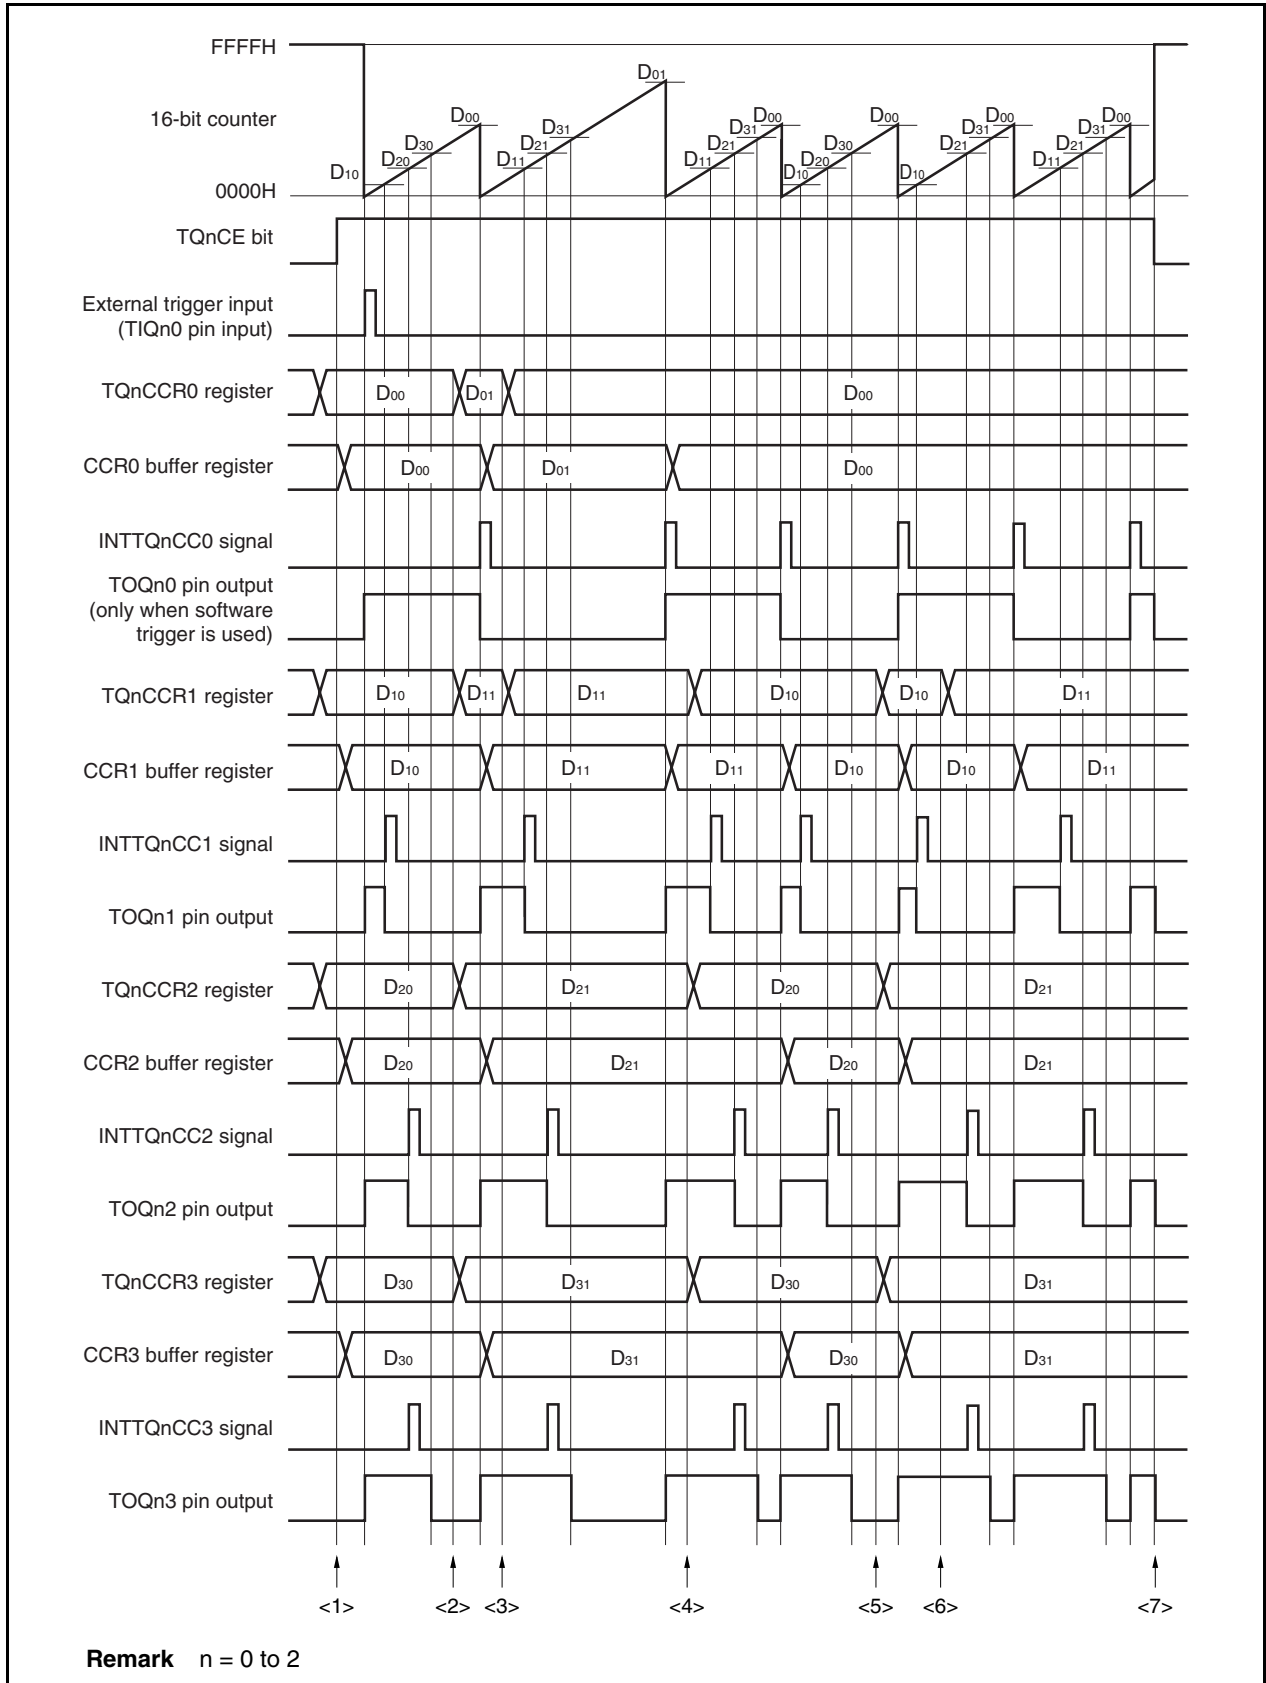 FFFFH
16-bit counter
0000H
D10 D20 D30 D00 D11 D21 D31 D01 D11 D21 D31 D00 D10 D20 D30 D00 D10 D21 D31 D00 D11 D21 D31 D00
TQnCE bit
External trigger input
(TIQn0 pin input)
TQnCCR0 register D00 D01 D00
CCR0 buffer register D00 D01 D00
INTTQnCC0 signal
TOQn0 pin output
(only when software
trigger is used)
TQnCCR1 register D10 D11 D11 D10 D10 D11
CCR1 buffer register D10 D11 D11 D10 D10 D11
INTTQnCC1 signal
TOQn1 pin output
TQnCCR2 register D20 D21 D20 D21
CCR2 buffer register D20 D21 D20 D21
INTTQnCC2 signal
TOQn2 pin output
TQnCCR3 register D30 D31 D30 D31
CCR3 buffer register D30 D31 D30 D31
INTTQnCC3 signal
TOQn3 pin output
<1> <2> <3> <4> <5> <6> <7>
Remark n = 0 to 2